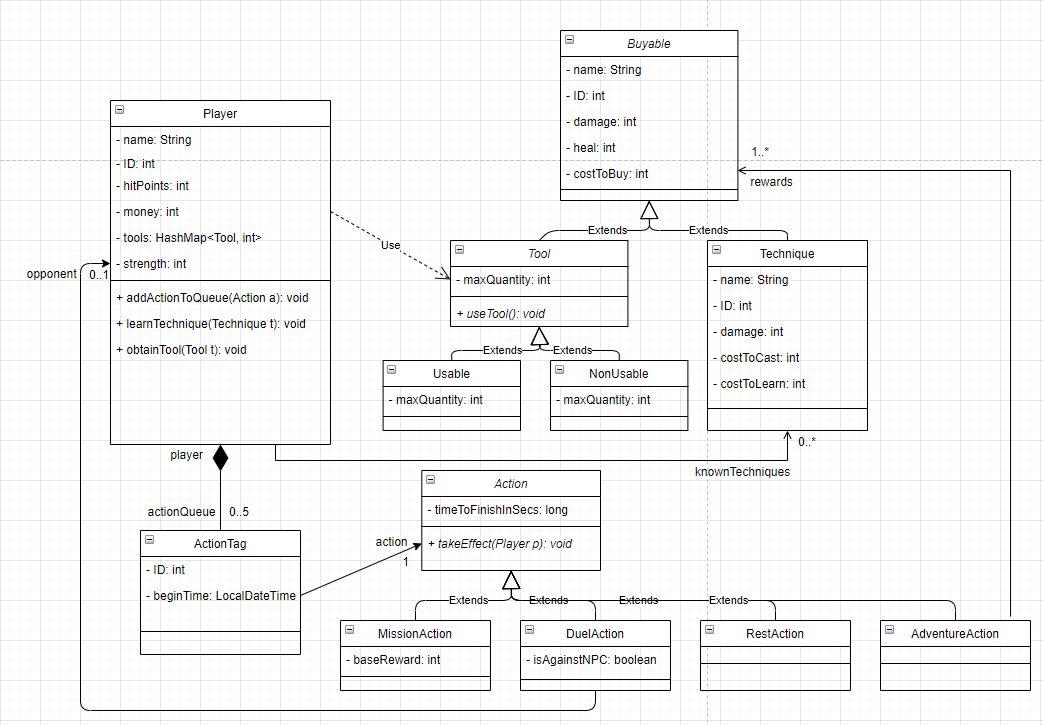 Buyable
- name: String
- ID: int
- damage: int
- heal: int
- costToBuy: int
Player
- name: String
- ID: int
- hitPoints: int
- money: int
- tools: HashMap<Tool, int>
- strength: int
+ addActionToQueue(Action a): void
+ learnTechnique(Technique t): void
+ obtainTool(Tool t): void
1..*
rewards
Use
opponent
0..1
Extends
Extends
Tool
- maxQuantity: int
+ useTool(): void
Technique
- name: String
- ID: int
- damage: int
- costToCast: int
- costToLearn: int
Extends
Extends
Usable
- maxQuantity: int
NonUsable
- maxQuantity: int
player
0..*
knownTechniques
actionQueue
0..5
Action
- timeToFinishInSecs: long
+ takeEffect(Player p): void
action
1
ActionTag
- ID: int
- beginTime: LocalDateTime
Extends
Extends
Extends
Extends
MissionAction
- baseReward: int
DuelAction
- isAgainstNPC: boolean
RestAction
AdventureAction